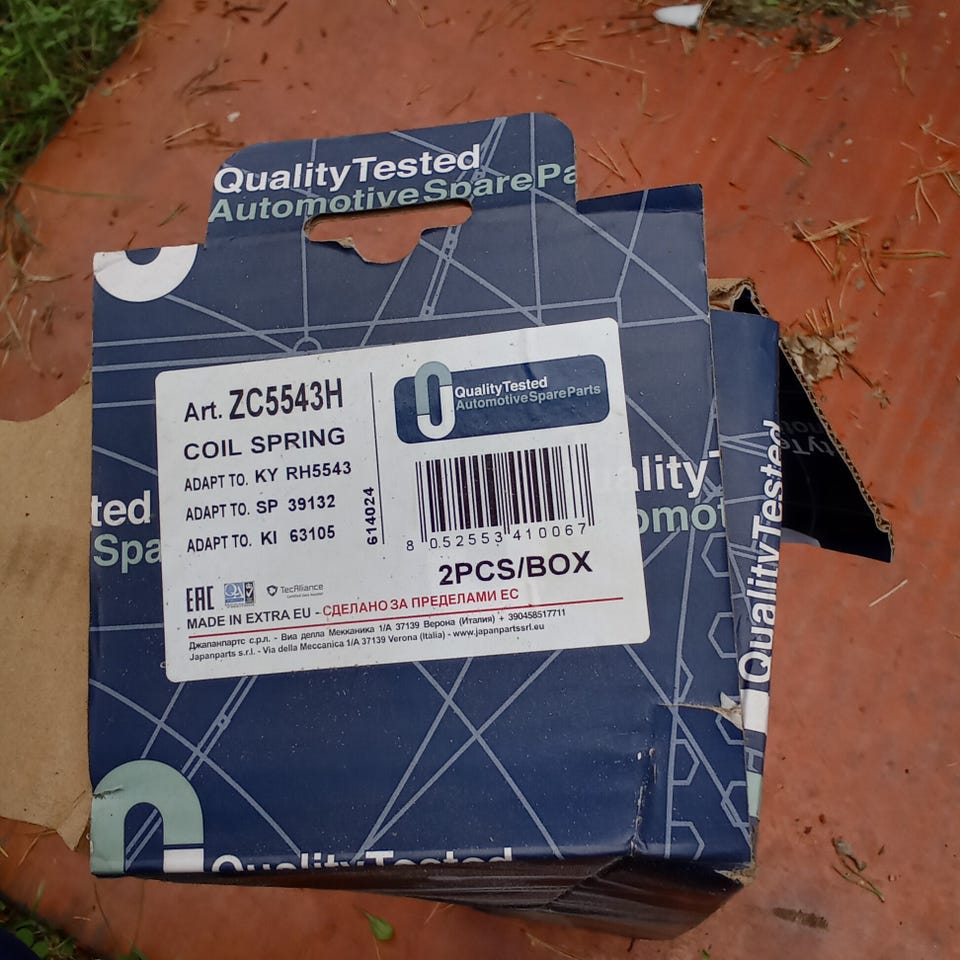 QualityTested
AutomotiveSparePa
Art. ZC5543H
COIL SPRING
ADAPT TO. KY RH5543
ADAPT TO. SP 39132
ADAPT TO. KI 63105
614024
QualityTested
AutomotiveSpareParts
8 052553 410067
2PCS/BOX
EAC
TecAlliance
MADE IN EXTRA EU - СДЕЛАНО ЗА ПРЕДЕЛАМИ ЕС
Джапанпартс с.р.л. - Виа делла Мекканика 1/А 37139 Верона (Италия) + 390458517711
Japanparts s.r.l. - Via della Meccanica 1/A 37139 Verona (Italia) - www.japanpartssrl.eu
ted
Spa
ality
omot
QualityTested
QualityTested